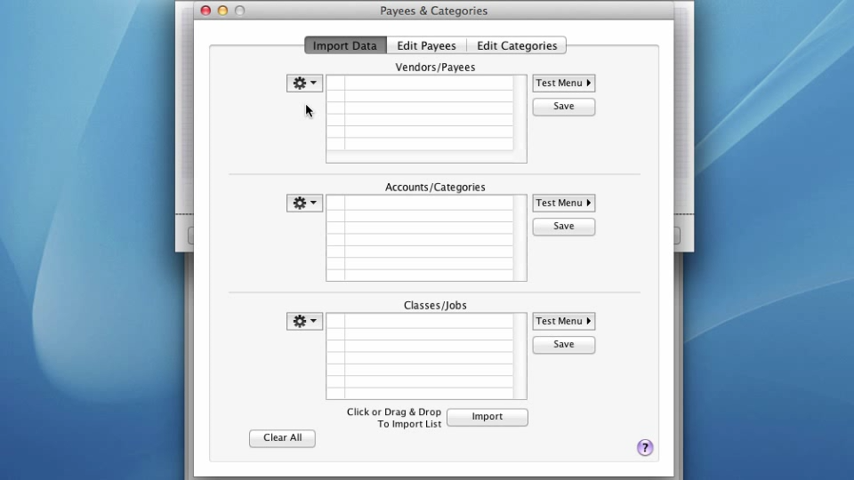 Payees & Categories
Import Data Edit Payees Edit Categories
Vendors/Payees
Test Menu
Save
Accounts/Categories
Test Menu
Save
Classes/Jobs
Test Menu
Save
Click or Drag & Drop
To Import List
Import
Clear All
?